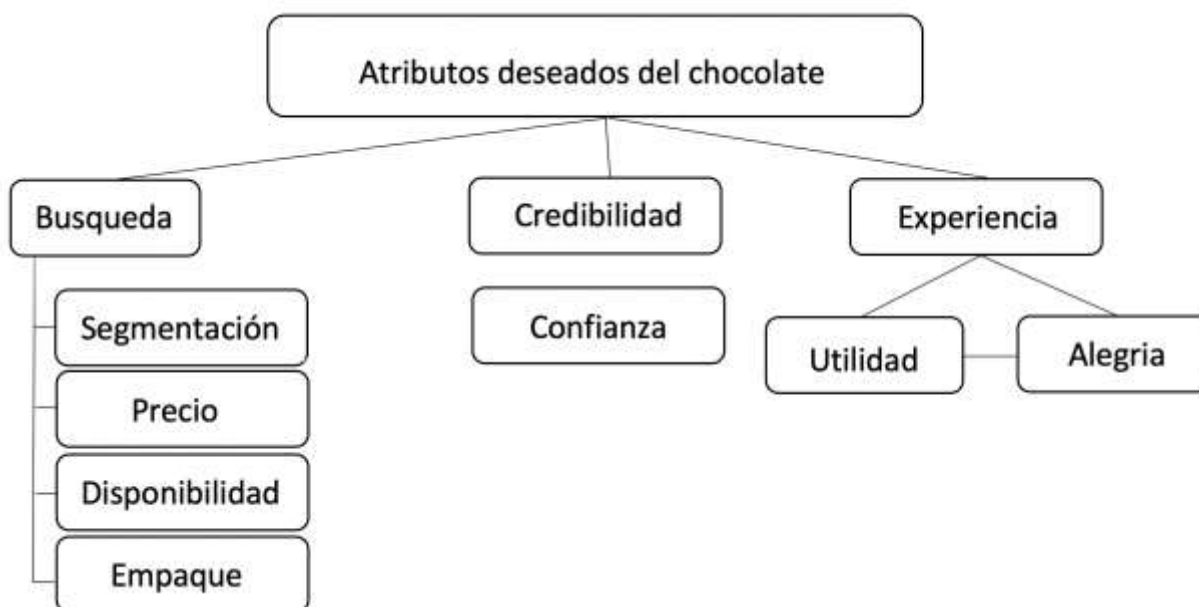 Atributos deseados del chocolate
Busqueda
Credibilidad
Experiencia
Segmentación
Confianza
Utilidad
Alegria
Precio
Disponibilidad
Empaque